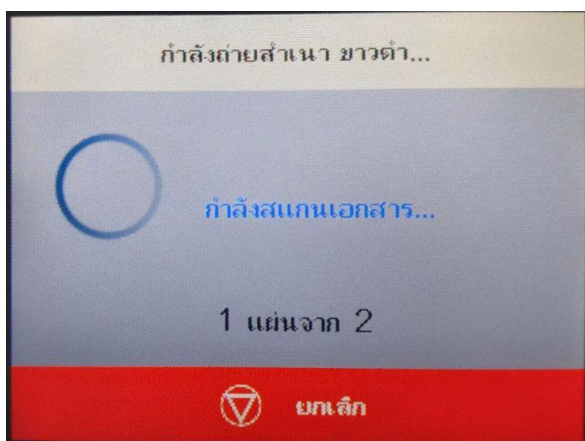 กำลังถ่ายสำเนา ขาวดำ...
กำลังสแกนเอกสาร...
1 แผ่นจาก 2
ยกเลิก